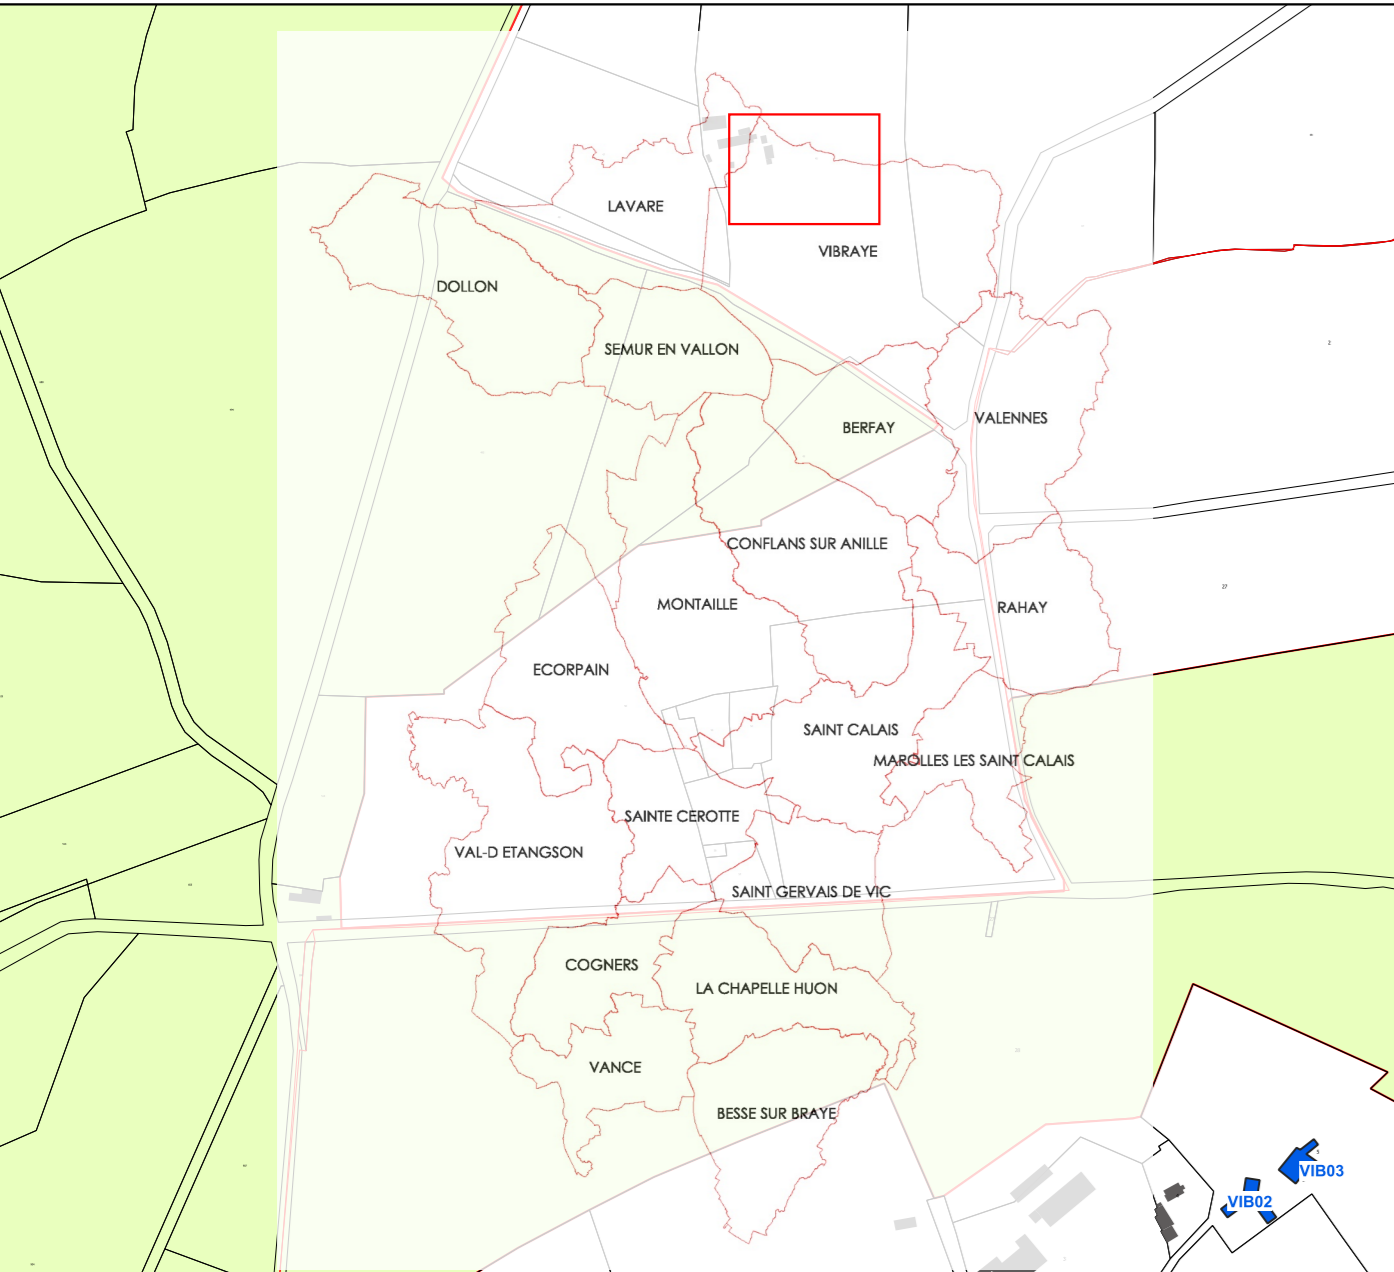 LAVARE
VIBRAYE
DOLLON
SEMUR EN VALLON
2
VALENNES
BERFAY
CONFLANS SUR ANILLE
27
MONTAILLE
RAHAY
ECORPAIN
SAINT CALAIS
MAROLLES LES SAINT CALAIS
SAINTE CEROTTE
VAL-D ETANGSON
SAINT GERVAIS DE VIC
COGNERS
LA CHAPELLE HUON
VANCE
BESSE SUR BRAYE
VIB03
VIB02